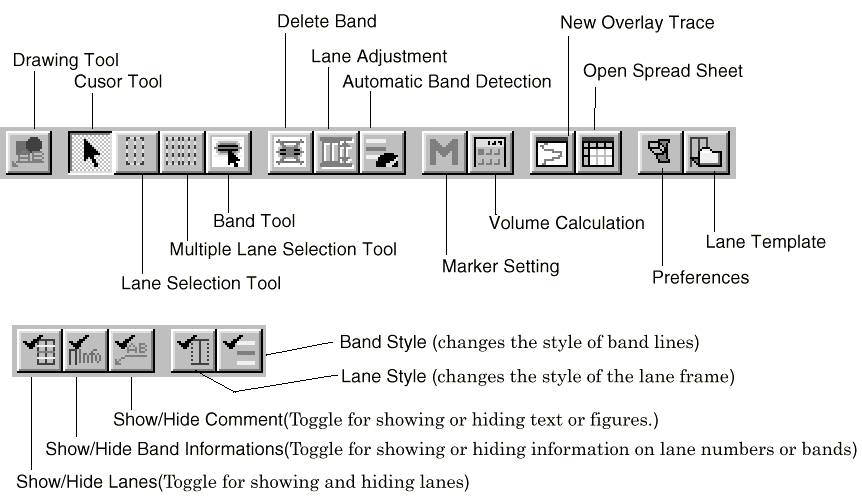 Delete Band
New Overlay Trace
Drawing Tool
Lane Adjustment
Open Spread Sheet
Cusor Tool
Automatic Band Detection
AB
M
Band Tool
Volume Calculation
Multiple Lane Selection Tool
Lane Template
Marker Setting
Lane Selection Tool
Preferences
Info
AB
Band Style (changes the style of band lines)
Lane Style (changes the style of the lane frame)
Show/Hide Comment(Toggle for showing or hiding text or figures.)
Show/Hide Band Informations(Toggle for showing or hiding information on lane numbers or bands)
Show/Hide Lanes(Toggle for showing and hiding lanes)